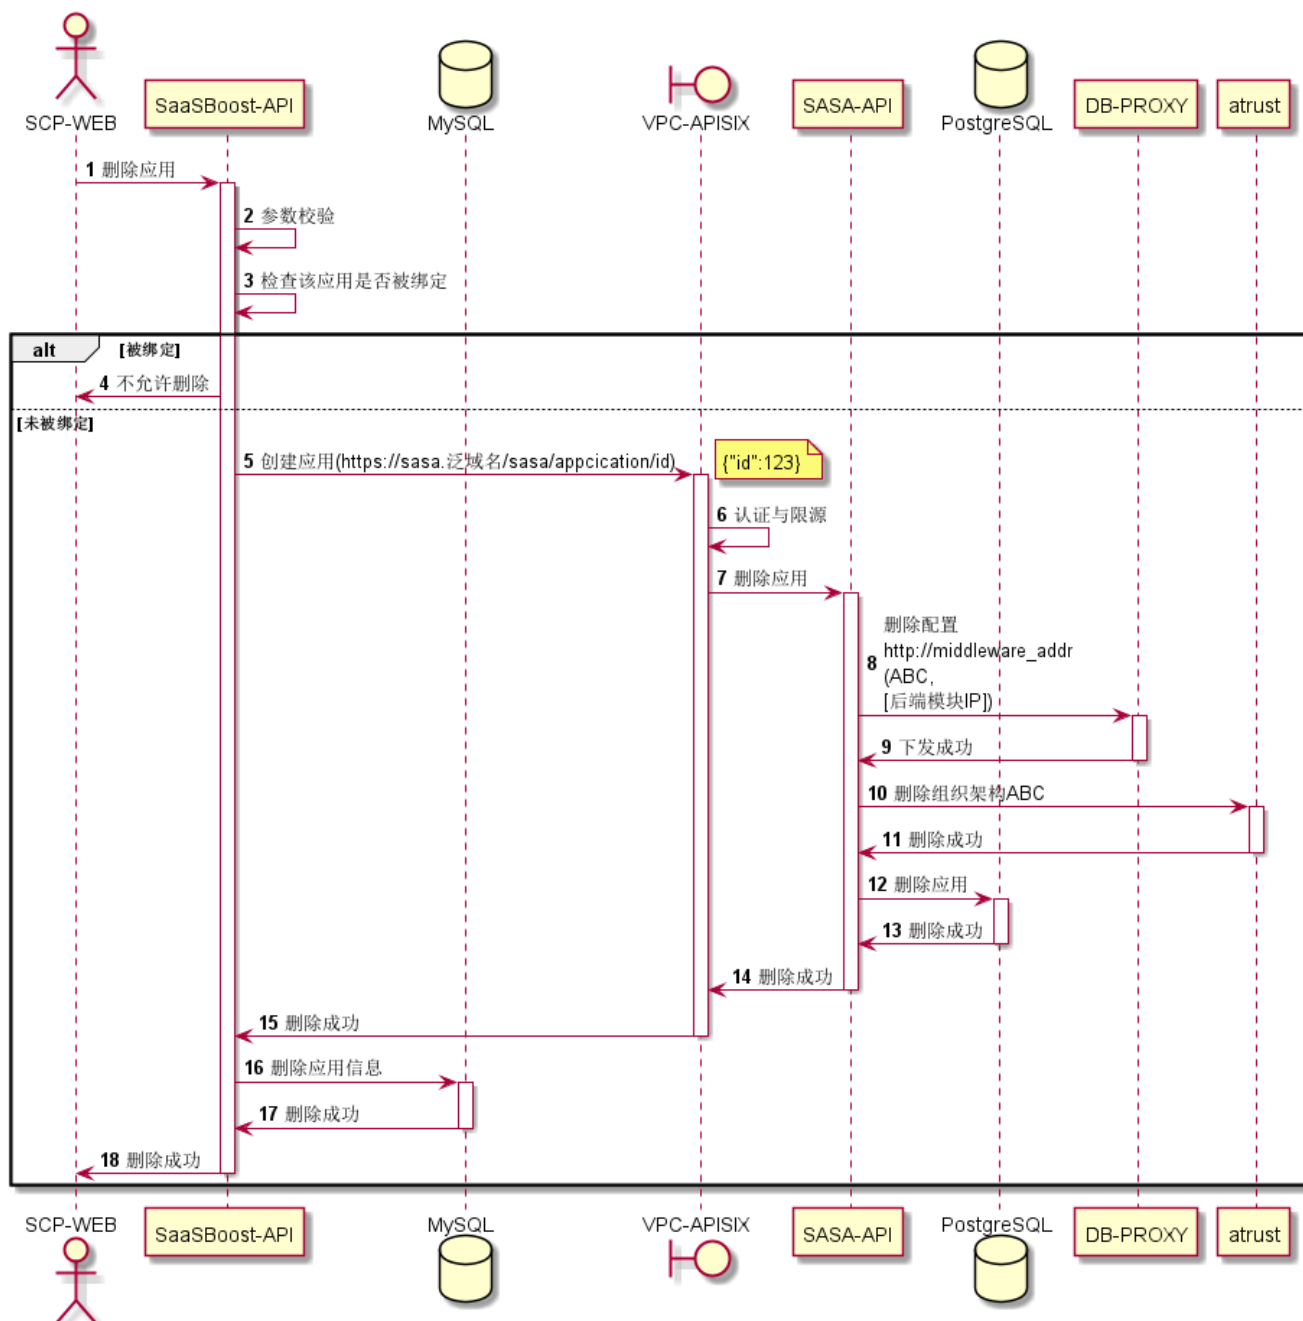 SCP-WEB
SaaSBoost-API
MySQL
VPC-APISIX
SASA-API
PostgreSQL
DB-PROXY
atrust
1 删除应用
2 参数校验
3 检查该应用是否被绑定
alt [被绑定]
4 不允许删除
[未被绑定]
5 创建应用(https://sasa.泛域名/sasa/appcication/id)
{"id":123}
6 认证与限源
7 删除应用
删除配置
http://middleware_addr
8
(ABC,
[后端模块IP])
9 下发成功
10 删除组织架构ABC
11 删除成功
12 删除应用
13 删除成功
14 删除成功
15 删除成功
16 删除应用信息
17 删除成功
18 删除成功
SCP-WEB
SaaSBoost-API
MySQL
VPC-APISIX
SASA-API
PostgreSQL
DB-PROXY
atrust